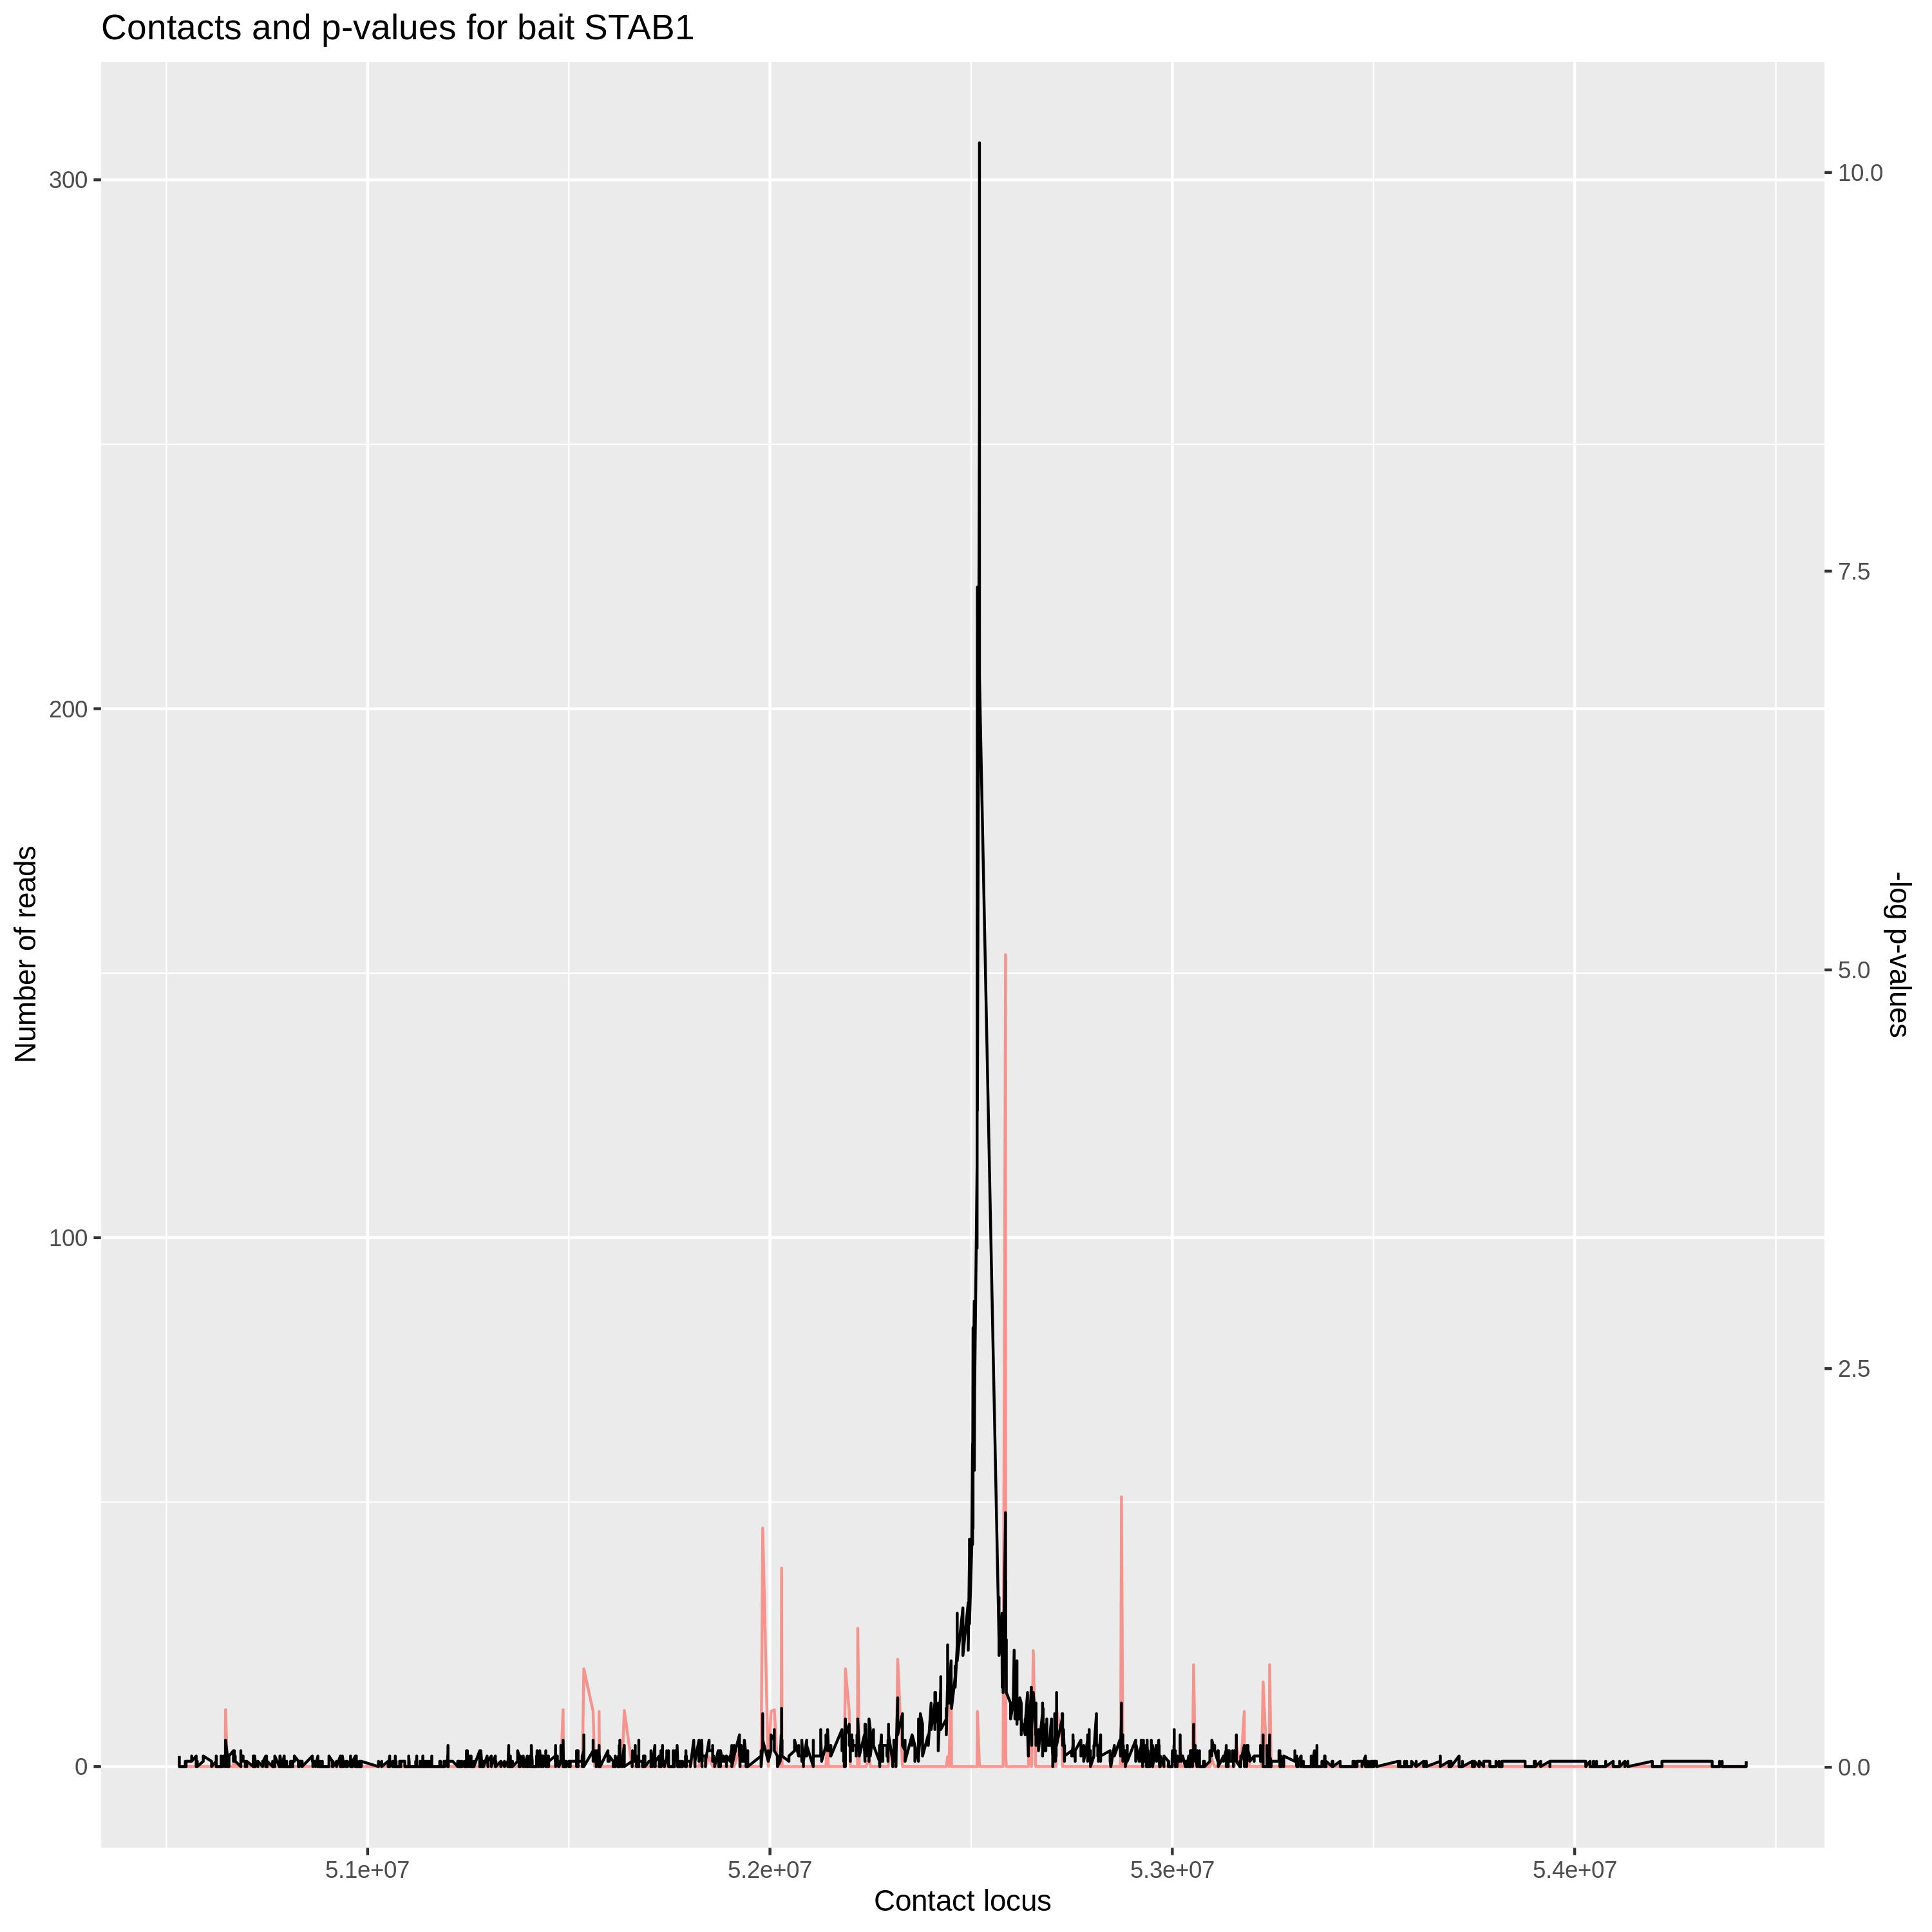 Contacts and p-values for bait STAB1
300
200
100
0
Number of reads
10.0
7.5
5.0
2.5
0.0
-log p-values
5.1e+07
5.2e+07
5.3e+07
5.4e+07
Contact locus